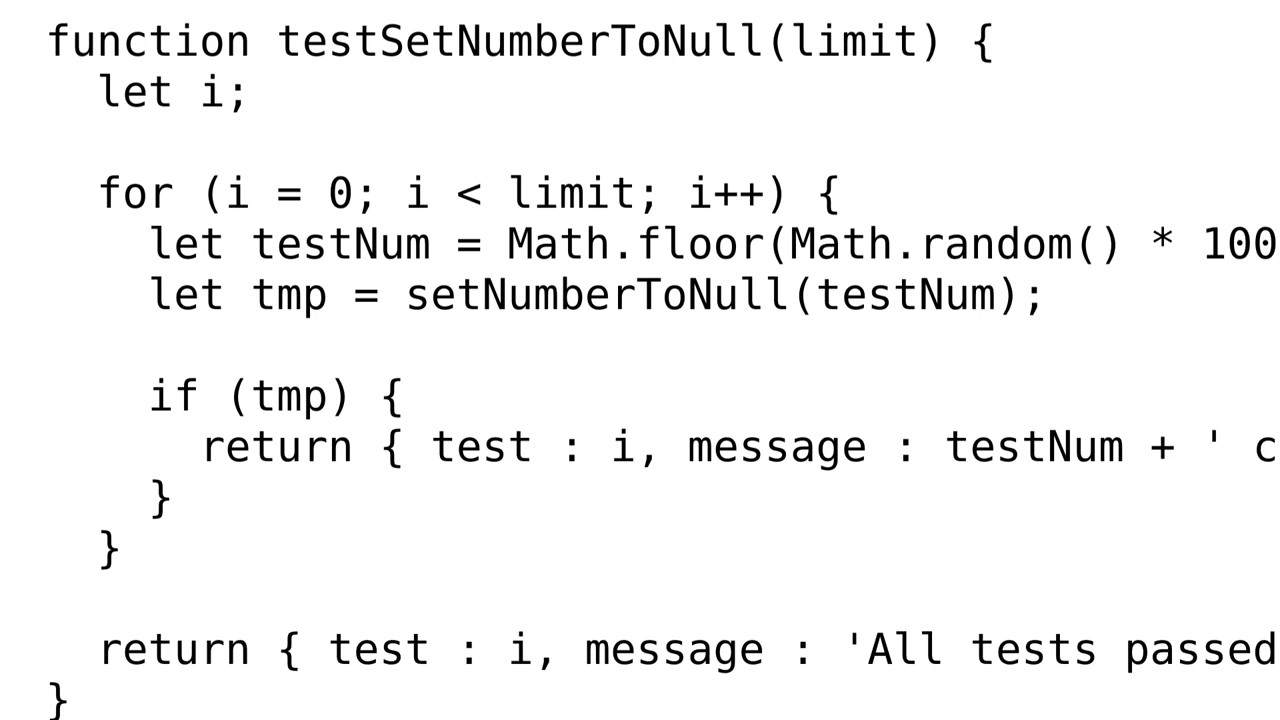 function testSetNumberToNull(limit) {
let i;
for (i = 0; i < limit; i++) {
let testNum = Math.floor(Math.random() * 100
let tmp = setNumberToNull(testNum);
if (tmp) {
return { test : i, message : testNum + ' c
}
}
return { test : i, message : 'All tests passed
}